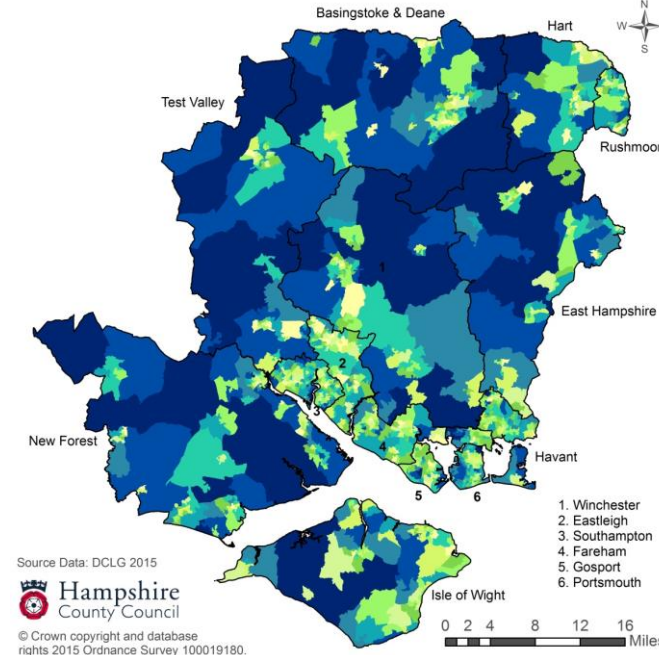 Basingstoke & Deane
Hart
N
W
E
S
Test Valley
Rushmoor
1
East Hampshire
2
3
New Forest
4
Havant
5
6
1. Winchester
2. Eastleigh
3. Southampton
4. Fareham
5. Gosport
6. Portsmouth
Source Data: DCLG 2015
Hampshire
County Council
Isle of Wight
© Crown copyright and database
rights 2015 Ordnance Survey 100019180.
0 2 4 8 12 16
Miles